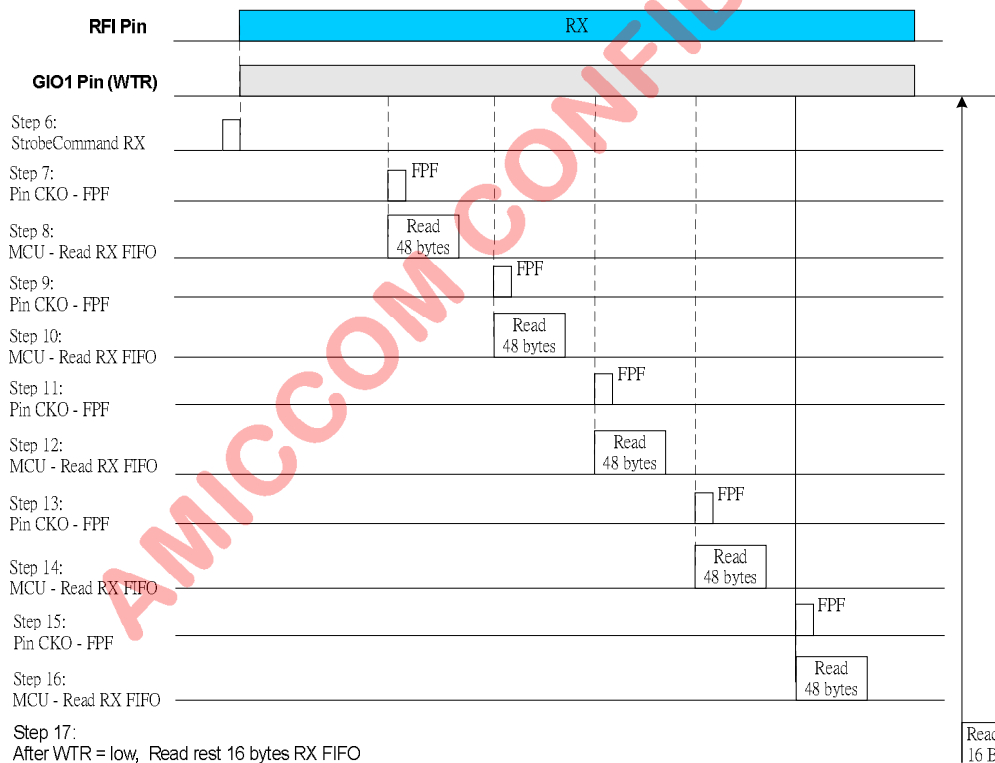 RFI Pin
RX
GIO1 Pin (WTR)
Step 6:
StrobeCommand RX
Step 7:
Pin CKO - FPF
FPF
Step 8:
MCU - Read RX FIFO
Read
48 bytes
Step 9:
Pin CKO - FPF
FPF
Step 10:
MCU - Read RX FIFO
Read
48 bytes
Step 11:
Pin CKO - FPF
FPF
Step 12:
MCU - Read RX FIFO
Read
48 bytes
Step 13:
Pin CKO - FPF
FPF
Step 14:
MCU - Read RX FIFO
Read
48 bytes
Step 15:
Pin CKO - FPF
FPF
Step 16:
MCU - Read RX FIFO
Read
48 bytes
Step 17:
After WTR = low, Read rest 16 bytes RX FIFO
Read
16 B
AMICCOM CONFID